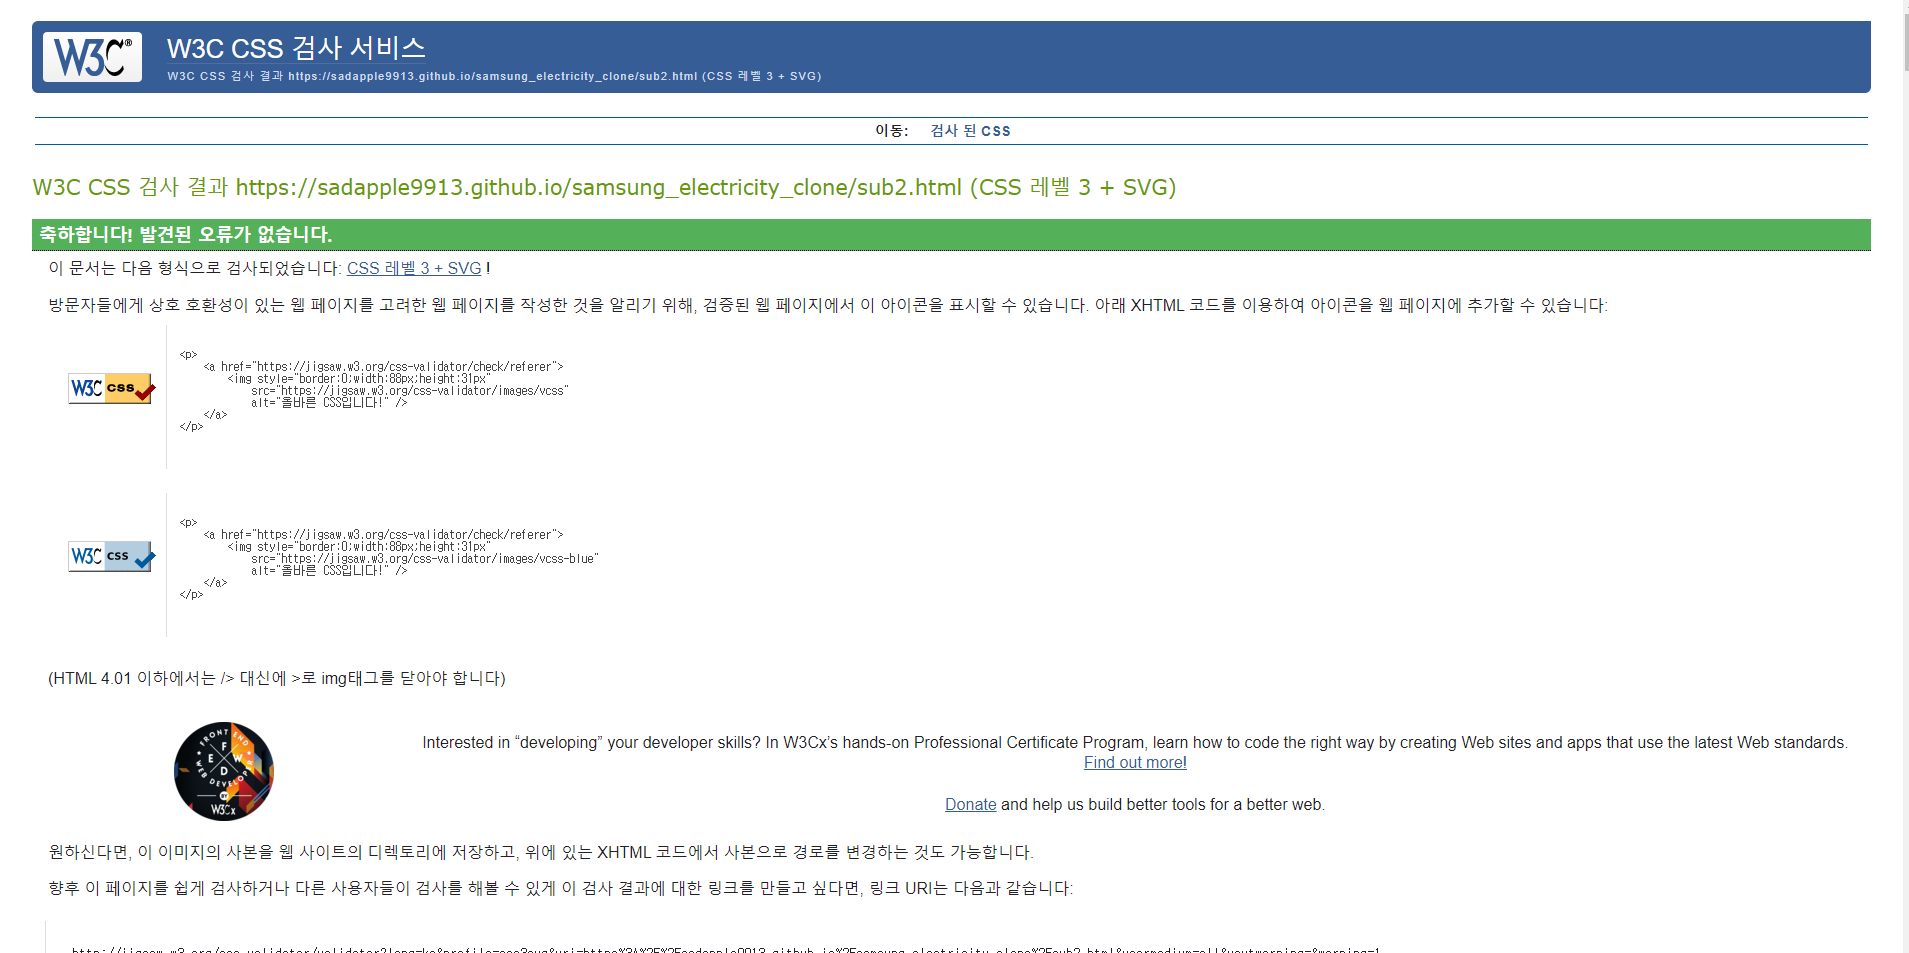 W3C®
W3C CSS 검사 서비스
W3C CSS 검사 결과 https://sadapple9913.github.io/samsung_electricity_clone/sub2.html (CSS 레벨 3 + SVG)
이동: 검사 된 CSS
W3C CSS 검사 결과 https://sadapple9913.github.io/samsung_electricity_clone/sub2.html (CSS 레벨 3 + SVG)
축하합니다! 발견된 오류가 없습니다.
이 문서는 다음 형식으로 검사되었습니다: CSS 레벨 3 + SVG !
방문자들에게 상호 호환성이 있는 웹 페이지를 고려한 웹 페이지를 작성한 것을 알리기 위해, 검증된 웹 페이지에서 이 아이콘을 표시할 수 있습니다. 아래 XHTML 코드를 이용하여 아이콘을 웹 페이지에 추가할 수 있습니다:
W3C CSS
<p>
<a href="https://jigsaw.w3.org/css-validator/check/referer">
<img style="border:0;width:88px;height:31px"
src="https://jigsaw.w3.org/css-validator/images/vcss"
alt="올바른 CSS입니다!" />
</a>
</p>
W3C CSS
<p>
<a href="https://jigsaw.w3.org/css-validator/check/referer">
<img style="border:0;width:88px;height:31px"
src="https://jigsaw.w3.org/css-validator/images/vcss-blue"
alt="올바른 CSS입니다!" />
</a>
</p>
(HTML 4.01 이하에서는 /> 대신에 >로 img태그를 닫아야 합니다)
FRONT END
F
E W
D
WEB DEVELOPER
W3Cx
Interested in “developing” your developer skills? In W3Cx’s hands-on Professional Certificate Program, learn how to code the right way by creating Web sites and apps that use the latest Web standards.
Find out more!
Donate and help us build better tools for a better web.
원하신다면, 이 이미지의 사본을 웹 사이트의 디렉토리에 저장하고, 위에 있는 XHTML 코드에서 사본으로 경로를 변경하는 것도 가능합니다.
향후 이 페이지를 쉽게 검사하거나 다른 사용자들이 검사를 해볼 수 있게 이 검사 결과에 대한 링크를 만들고 싶다면, 링크 URI는 다음과 같습니다: